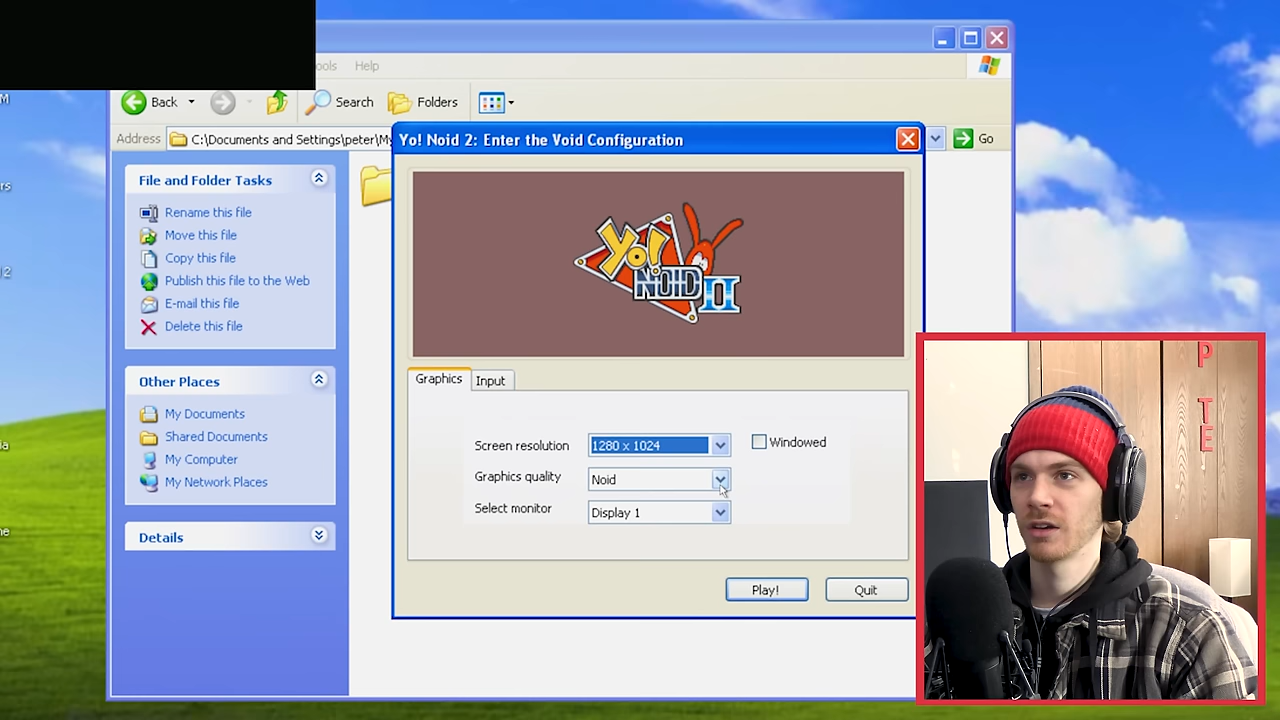 ools Help
M
Back Search Folders
Address C:\Documents and Settings\peter\My Go
Yo! Noid 2: Enter the Void Configuration
File and Folder Tasks
Rename this file
Move this file
Copy this file
Publish this file to the Web
E-mail this file
Delete this file
Other Places
My Documents
Shared Documents
My Computer
My Network Places
Details
Yo!
NOID II
Graphics Input
Screen resolution 1280 x 1024 Windowed
Graphics quality Noid
Select monitor Display 1
Play! Quit
P
T
E